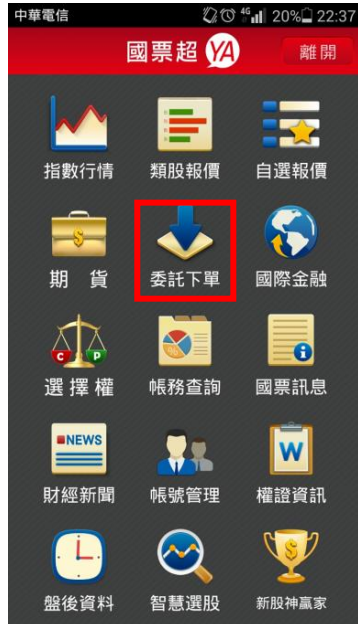 中華電信 4G 20% 22:37
國票超 YA 離開
指數行情 類股報價 自選報價
$
期 貨 委託下單 國際金融
C P % i
選擇權 帳務查詢 國票訊息
NEWS W
財經新聞 帳號管理 權證資訊
L $
盤後資料 智慧選股 新股神贏家